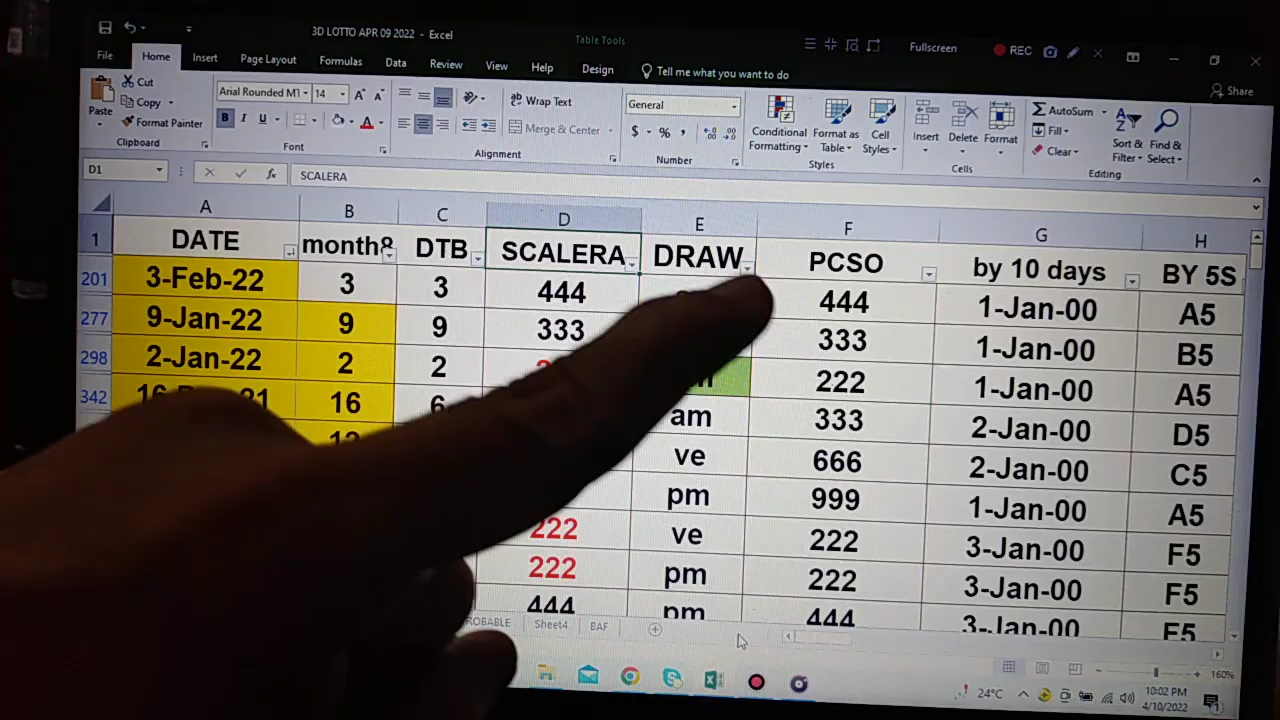 3D LOTTO APR 09 2022 - Excel
Table Tools
Fullscreen
REC
File Home Insert Page Layout Formulas Data Review View Help Design Tell me what you want to do
Share
Paste Cut Copy Format Painter
Arial Rounded MT 14
B I U
Wrap Text
Merge & Center
General
$ % ,
Conditional Formatting Format as Table Cell Styles
Insert Delete Format
AutoSum Fill Clear
Sort & Filter Find & Select
Clipboard Font Alignment Number Styles Cells Editing
D1 fx SCALERA
A B C D E F G H
1 DATE month& DTB SCALERA DRAW PCSO by 10 days BY 5S
201 3-Feb-22 3 3 444 444 1-Jan-00 A5
277 9-Jan-22 9 9 333 333 1-Jan-00 B5
298 2-Jan-22 2 2 222 1-Jan-00 A5
342 16 6 am 333 2-Jan-00 D5
ve 666 2-Jan-00 C5
pm 999 1-Jan-00 A5
222 ve 222 3-Jan-00 F5
222 pm 222 3-Jan-00 F5
444 pm 444 3-Jan-00 F5
Sheet4 BAF
160%
24°C
10:02 PM
4/10/2022